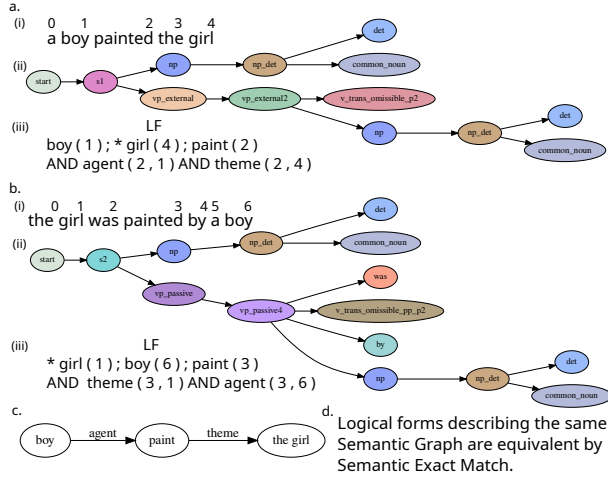 a.
(i) 0 1 2 3 4
a boy painted the girl
(ii)
start s1 np np_det det common_noun
vp_external vp_external2 v_trans_omissible_p2
np np_det det common_noun
(iii) LF
boy ( 1 ) ; * girl ( 4 ) ; paint ( 2 )
AND agent ( 2 , 1 ) AND theme ( 2 , 4 )
b.
(i) 0 1 2 3 4 5 6
the girl was painted by a boy
(ii)
start s2 np np_det det common_noun
vp_passive vp_passive4 was
v_trans_omissible_pp_p2
by
np np_det det common_noun
(iii) LF
* girl ( 1 ) ; boy ( 6 ) ; paint ( 3 )
AND theme ( 3 , 1 ) AND agent ( 3 , 6 )
c.
boy agent paint theme the girl
d. Logical forms describing the same
Semantic Graph are equivalent by
Semantic Exact Match.